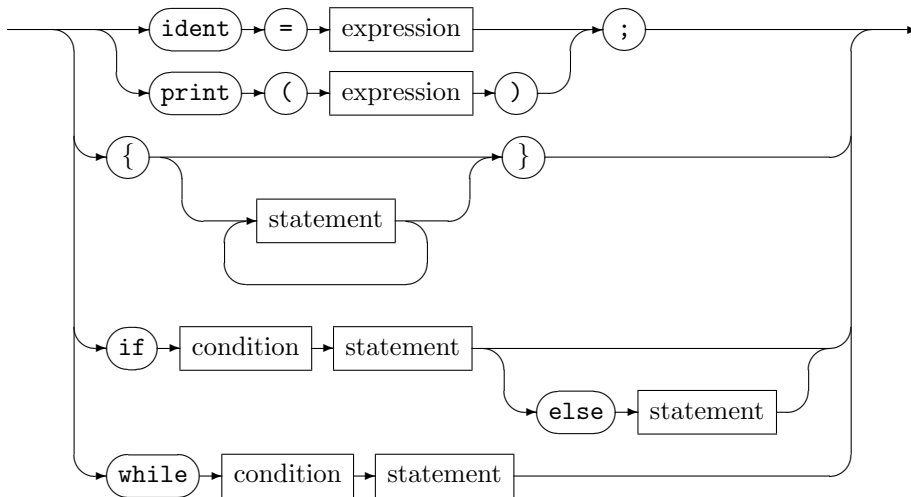 ident = expression ;
print ( expression )
{ }
statement
if condition statement
else statement
while condition statement